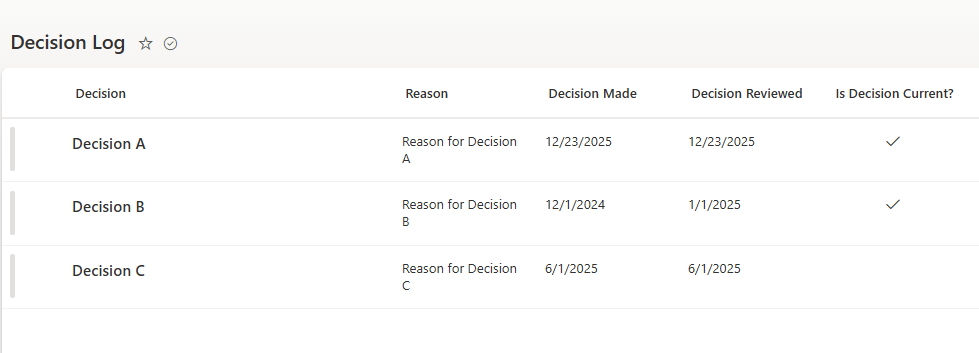 Decision Log
Decision Reason Decision Made Decision Reviewed Is Decision Current?
Decision A Reason for Decision 12/23/2025 12/23/2025
A
Decision B Reason for Decision 12/1/2024 1/1/2025
B
Decision C Reason for Decision 6/1/2025 6/1/2025
C